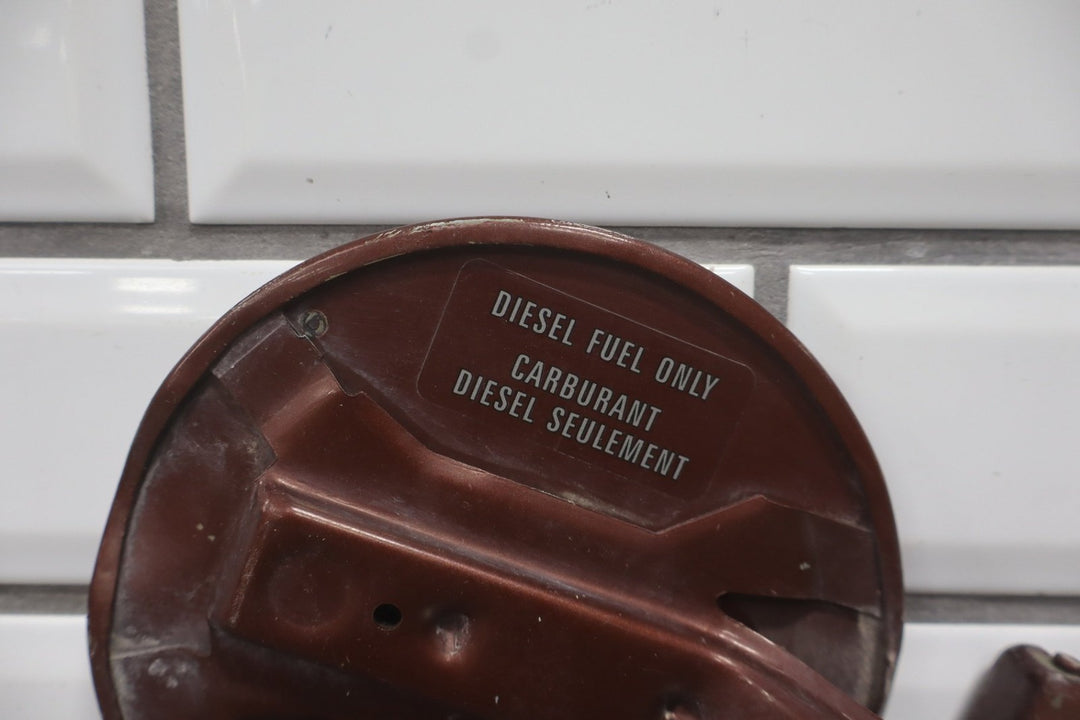 DIESEL FUEL ONLY
CARBURANT
DIESEL SEULEMENT